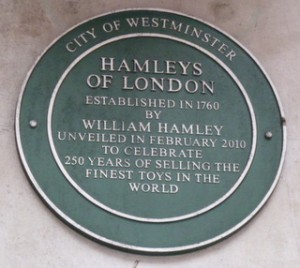 CITY OF WESTMINSTER
HAMLEYS
OF LONDON
ESTABLISHED IN 1760
BY
WILLIAM HAMLEY
UNVEILED IN FEBRUARY 2010
TO CELEBRATE
250 YEARS OF SELLING THE
FINEST TOYS IN THE
WORLD